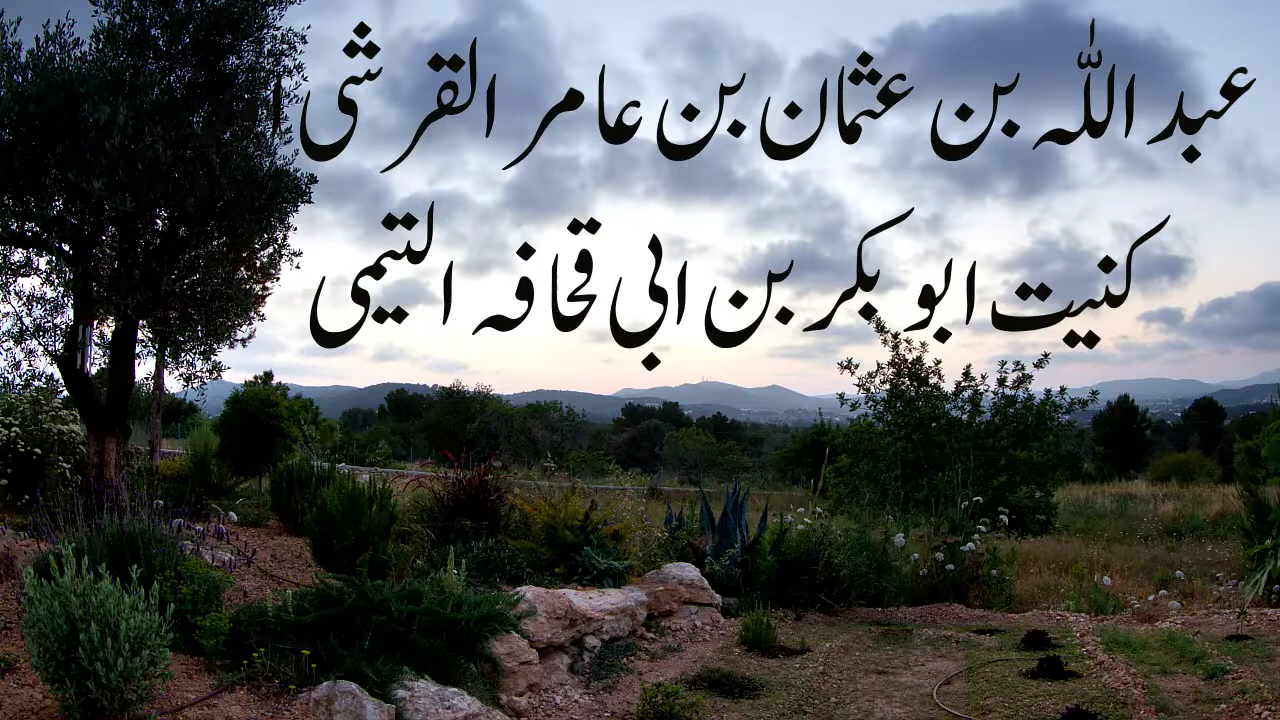 عبد اللہ بن عثمان بن عامر القرشی
کنیت ابو بکر بن ابی قحافہ التیمی